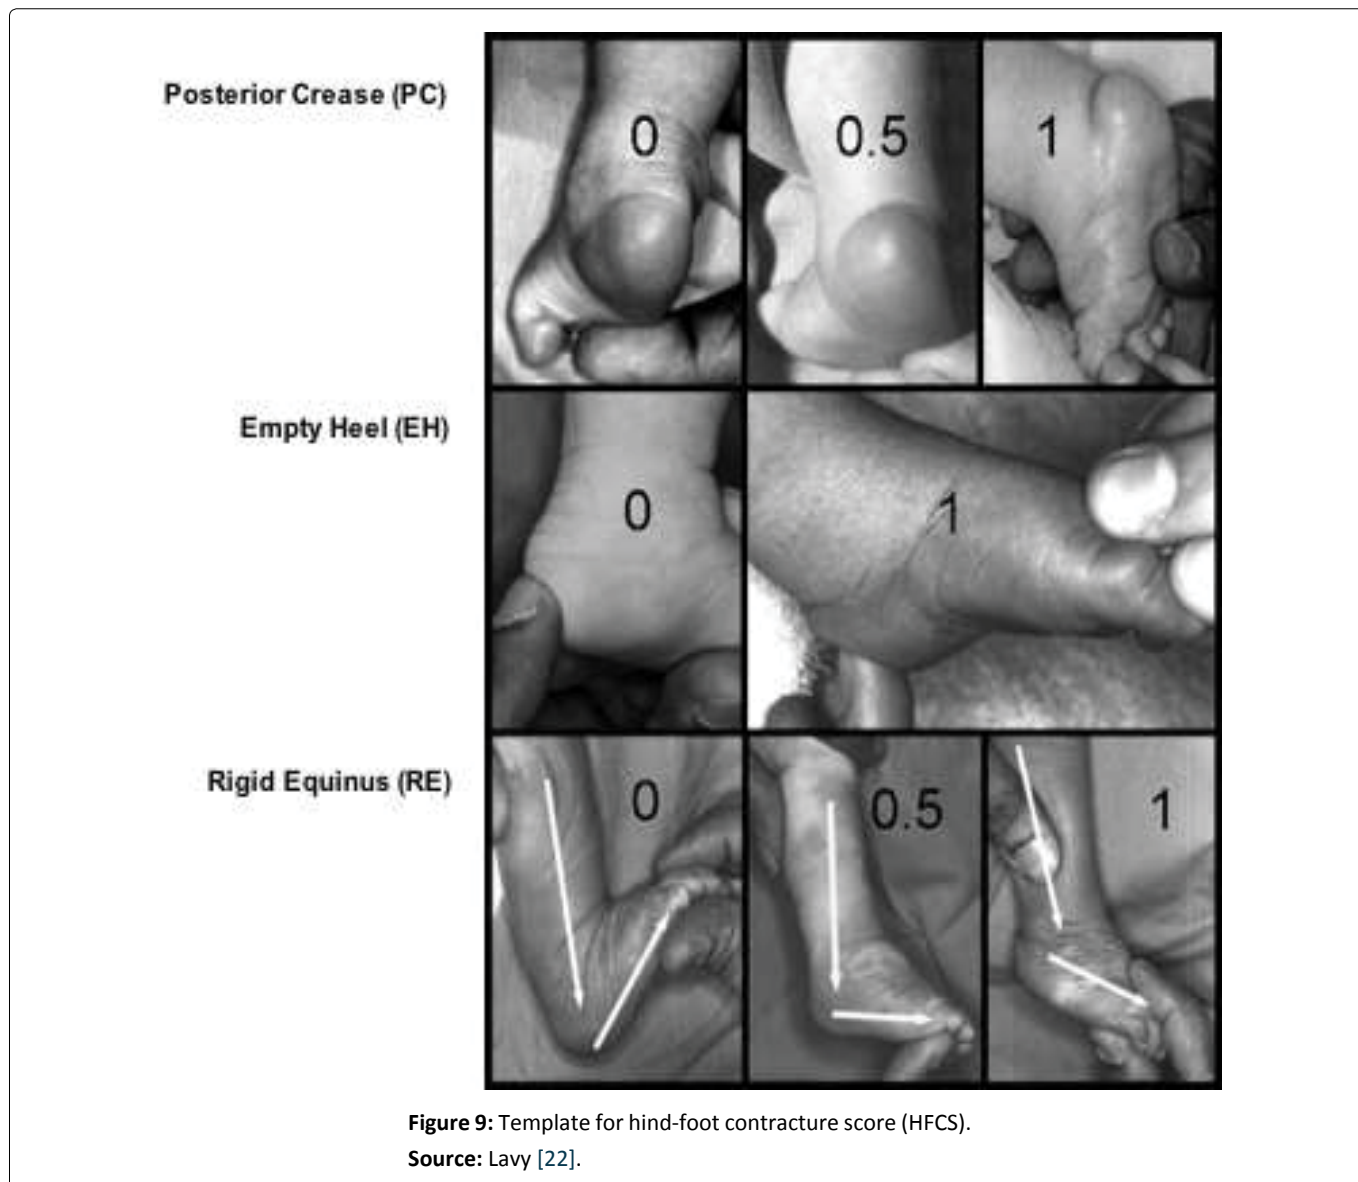 Posterior Crease (PC)
0
0.5
1
Empty Heel (EH)
0
1
Rigid Equinus (RE)
0
0.5
1
Figure 9: Template for hind-foot contracture score (HFCS).
Source: Lavy [22].